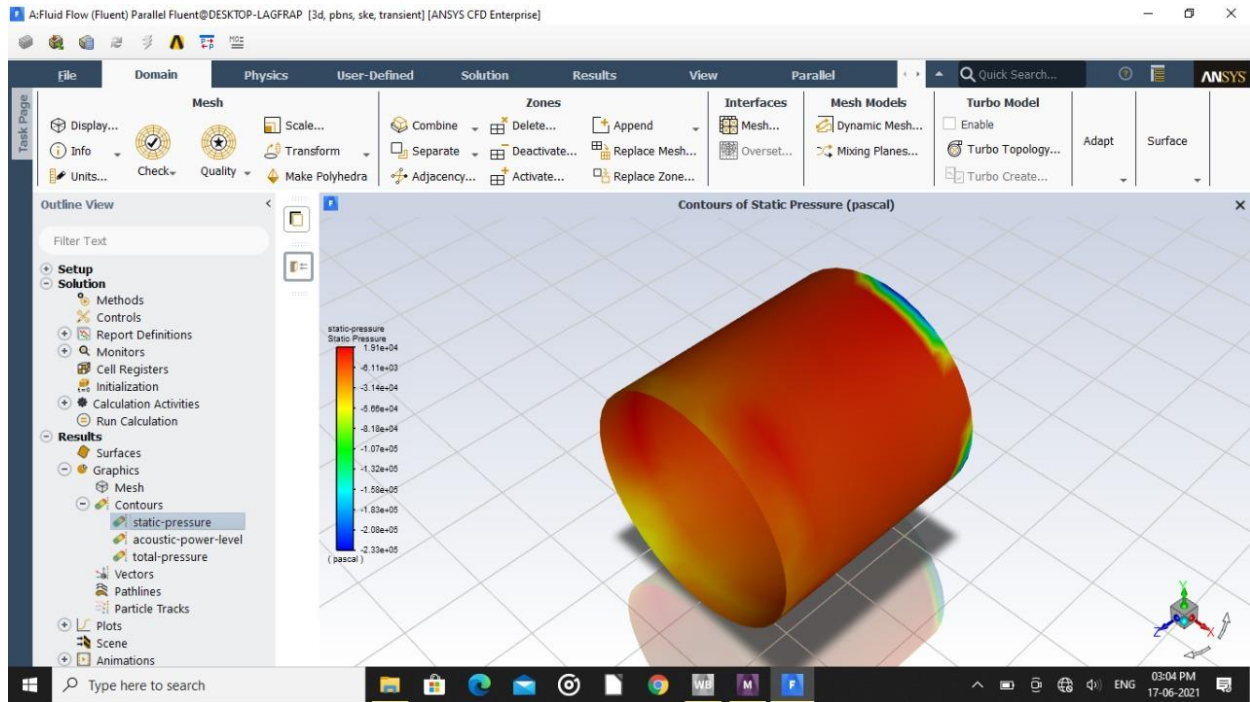 A:Fluid Flow (Fluent) Parallel Fluent@DESKTOP-LAGFRAP [3d, pbns, ske, transient] [ANSYS CFD Enterprise]
File Domain Physics User-Defined Solution Results View Parallel Quick Search... ANSYS
Task Page
Mesh Zones Interfaces Mesh Models Turbo Model
Display... Scale... Combine Delete... Append Mesh... Dynamic Mesh... Enable
Info Transform Separate Deactivate... Replace Mesh... Overset... Mixing Planes... Turbo Topology... Adapt Surface
Units... Check Quality Make Polyhedra Adjacency... Activate... Replace Zone... Turbo Create...
Outline View
Filter Text
Setup
Solution
Methods
Controls
Report Definitions
Monitors
Cell Registers
Initialization
Calculation Activities
Run Calculation
Results
Surfaces
Graphics
Mesh
Contours
static-pressure
acoustic-power-level
total-pressure
Vectors
Pathlines
Particle Tracks
Plots
Scene
Animations
Contours of Static Pressure (pascal)
static-pressure
Static Pressure
1.91e+04
-6.11e+03
-3.14e+04
-5.66e+04
-8.18e+04
-1.07e+05
-1.32e+05
-1.58e+05
-1.83e+05
-2.08e+05
-2.33e+05
( pascal )
Y
Z X
Type here to search WB M F ENG 03:04 PM
17-06-2021